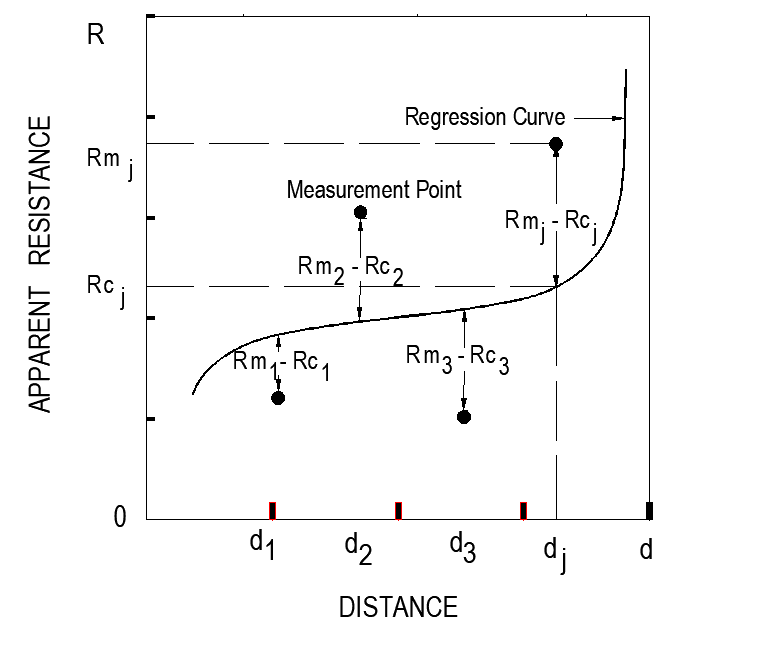 R
Regression Curve
Rm j
Measurement Point
Rm j - Rc j
Rm 2 - Rc 2
Rc j
Rm 1 - Rc 1
Rm 3 - Rc 3
APPARENT RESISTANCE
0
d 1
d 2
d 3
d j
d
DISTANCE